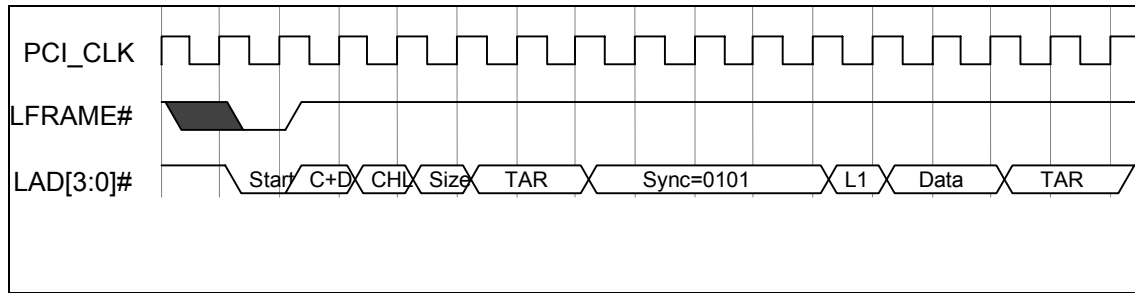 PCI_CLK
LFRAME#
LAD[3:0]# Start C+D CHL Size TAR Sync=0101 L1 Data TAR